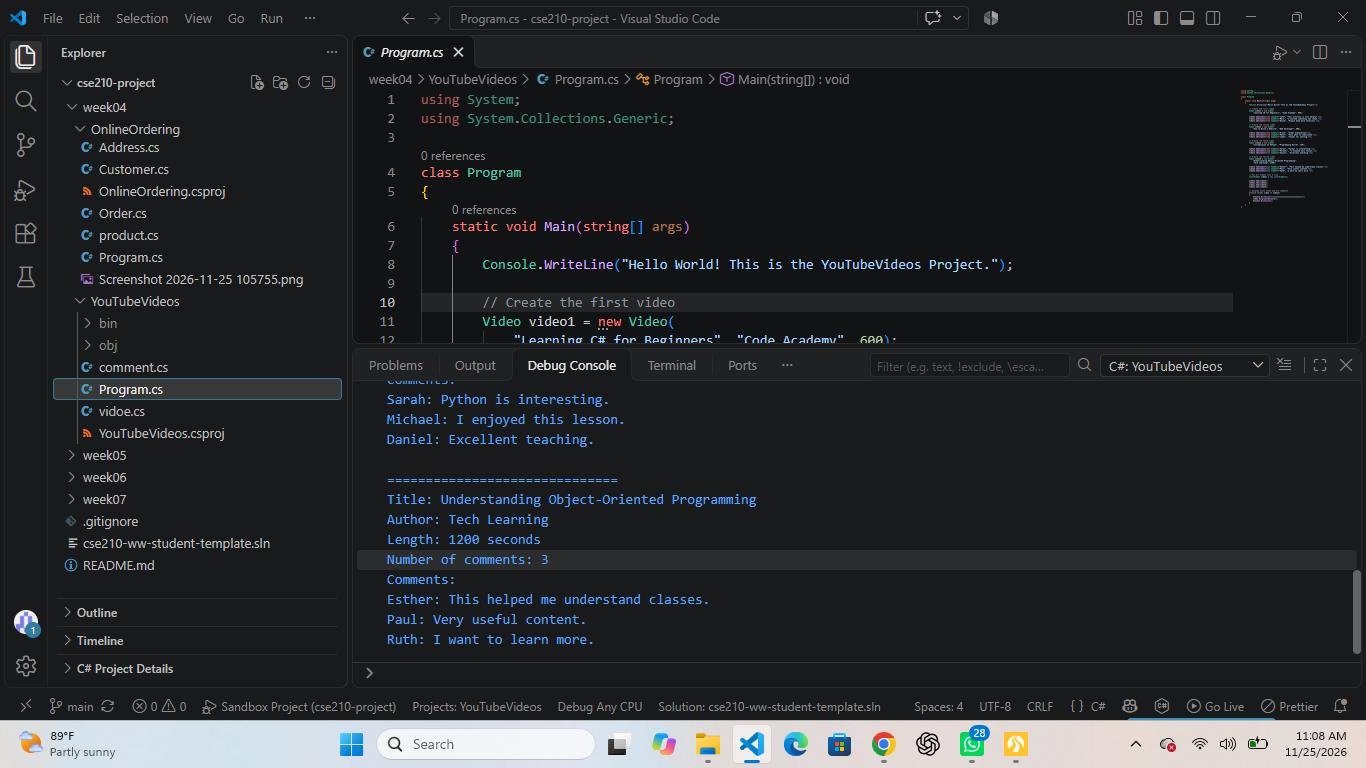 File Edit Selection View Go Run ···
Program.cs - cse210-project - Visual Studio Code
Explorer
cse210-project
week04
OnlineOrdering
Address.cs
Customer.cs
OnlineOrdering.csproj
Order.cs
product.cs
Program.cs
Screenshot 2026-11-25 105755.png
YouTubeVideos
bin
obj
comment.cs
Program.cs
vidoe.cs
YouTubeVideos.csproj
week05
week06
week07
.gitignore
cse210-ww-student-template.sln
README.md
Outline
Timeline
C# Project Details
1
Program.cs
week04 > YouTubeVideos > Program.cs > Program > Main(string[]) : void
1 using System;
2 using System.Collections.Generic;
3
0 references
4 class Program
5 {
0 references
6 static void Main(string[] args)
7 {
8 Console.WriteLine("Hello World! This is the YouTubeVideos Project.");
9
10 // Create the first video
11 Video video1 = new Video(
12 "Learning C# for Beginners", "Code Academy", 600);
Problems Output Debug Console Terminal Ports ···
Filter (e.g. text, !exclude, \esca...
C#: YouTubeVideos
Comments:
Sarah: Python is interesting.
Michael: I enjoyed this lesson.
Daniel: Excellent teaching.
==============================
Title: Understanding Object-Oriented Programming
Author: Tech Learning
Length: 1200 seconds
Number of comments: 3
Comments:
Esther: This helped me understand classes.
Paul: Very useful content.
Ruth: I want to learn more.
main 0 0 Sandbox Project (cse210-project) Projects: YouTubeVideos Debug Any CPU Solution: cse210-ww-student-template.sln Spaces: 4 UTF-8 CRLF { } C# Go Live Prettier
89°F
Partly sunny
Search
28
11:08 AM
11/25/2026